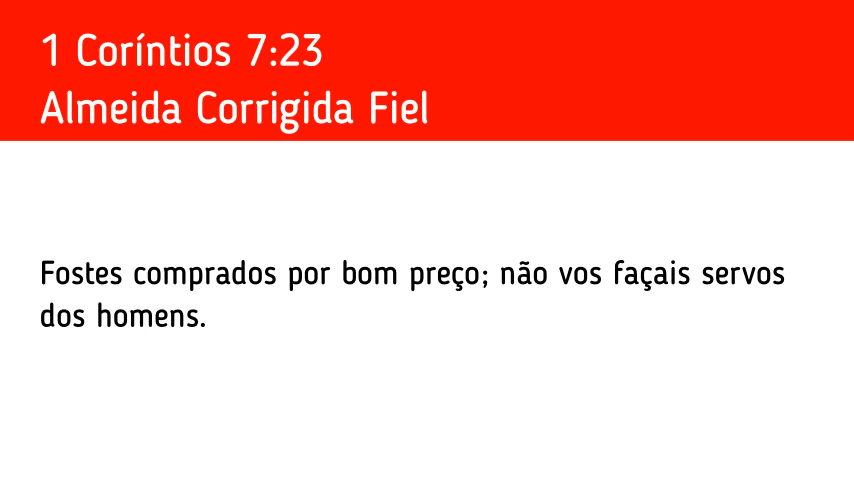 1 Coríntios 7:23
Almeida Corrigida Fiel
Fostes comprados por bom preço; não vos façais servos
dos homens.